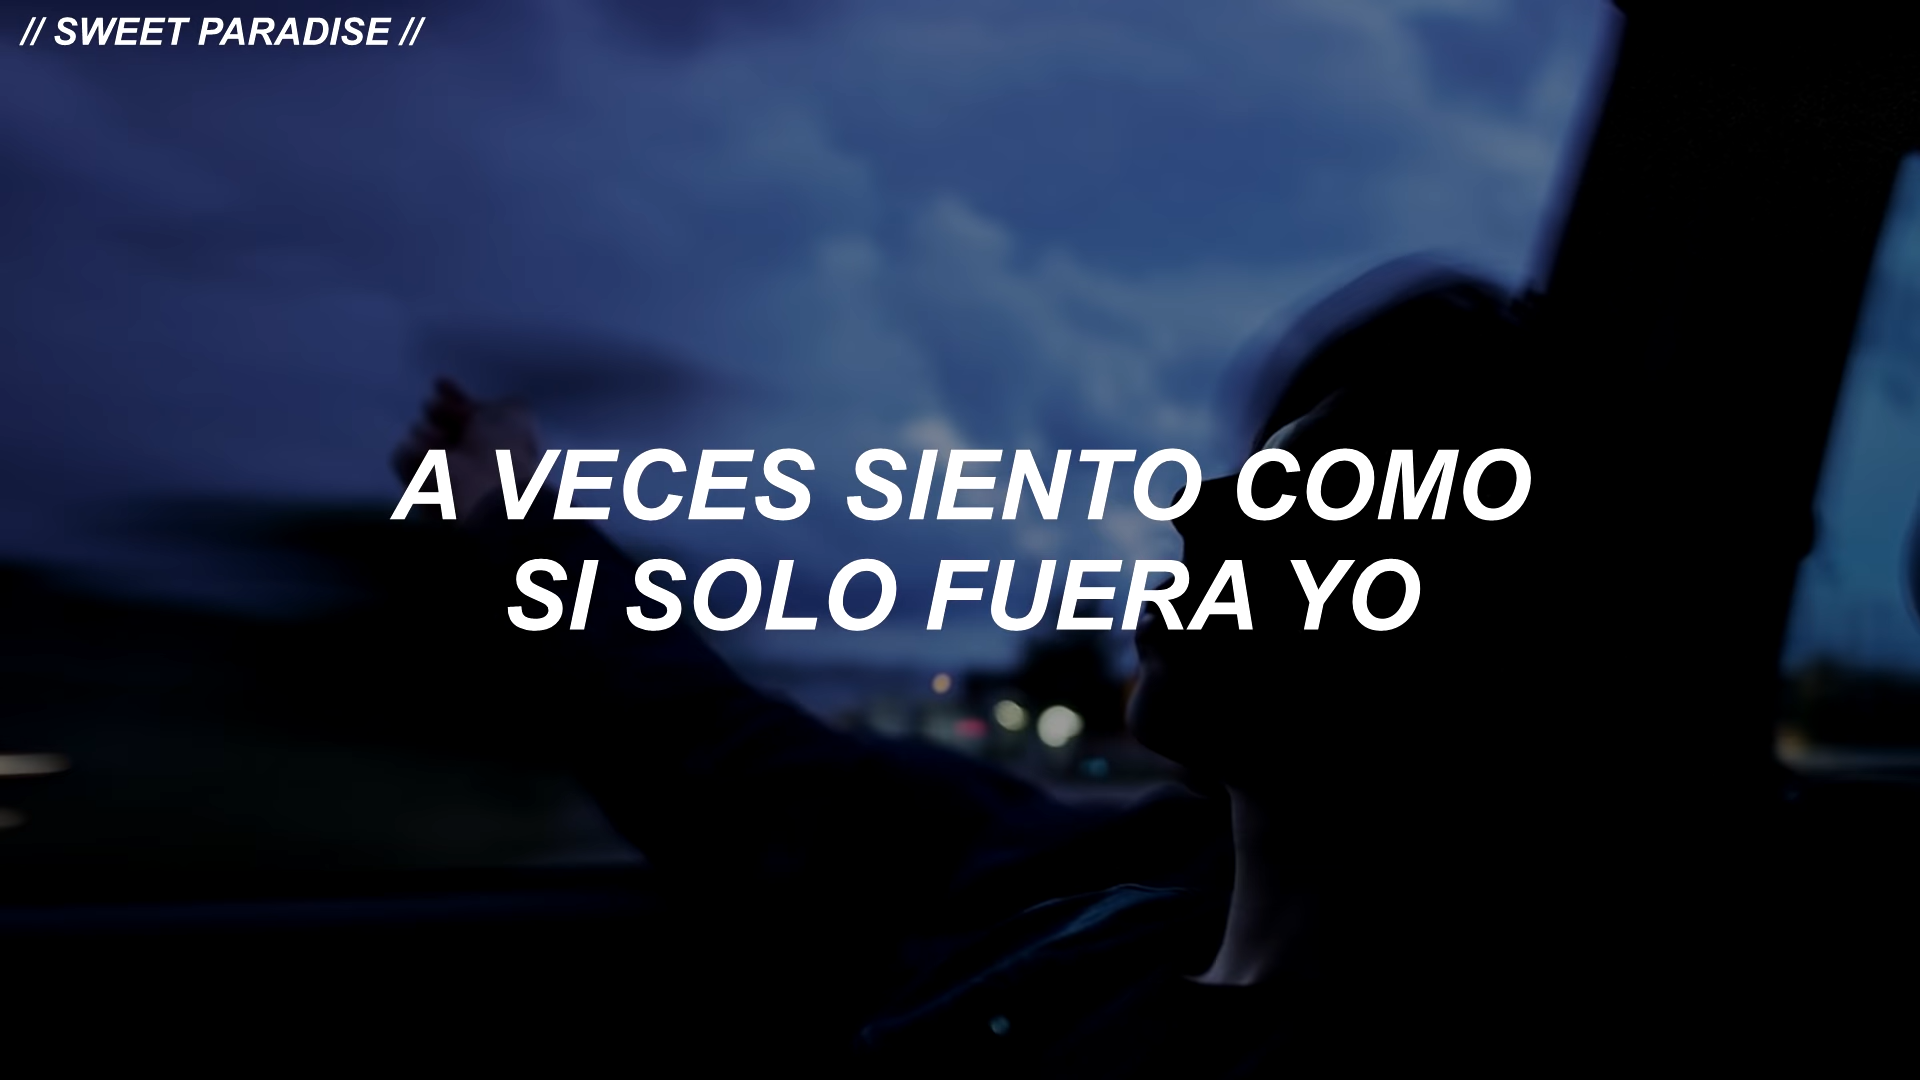 // SWEET PARADISE //
A VECES SIENTO COMO
SI SOLO FUERA YO